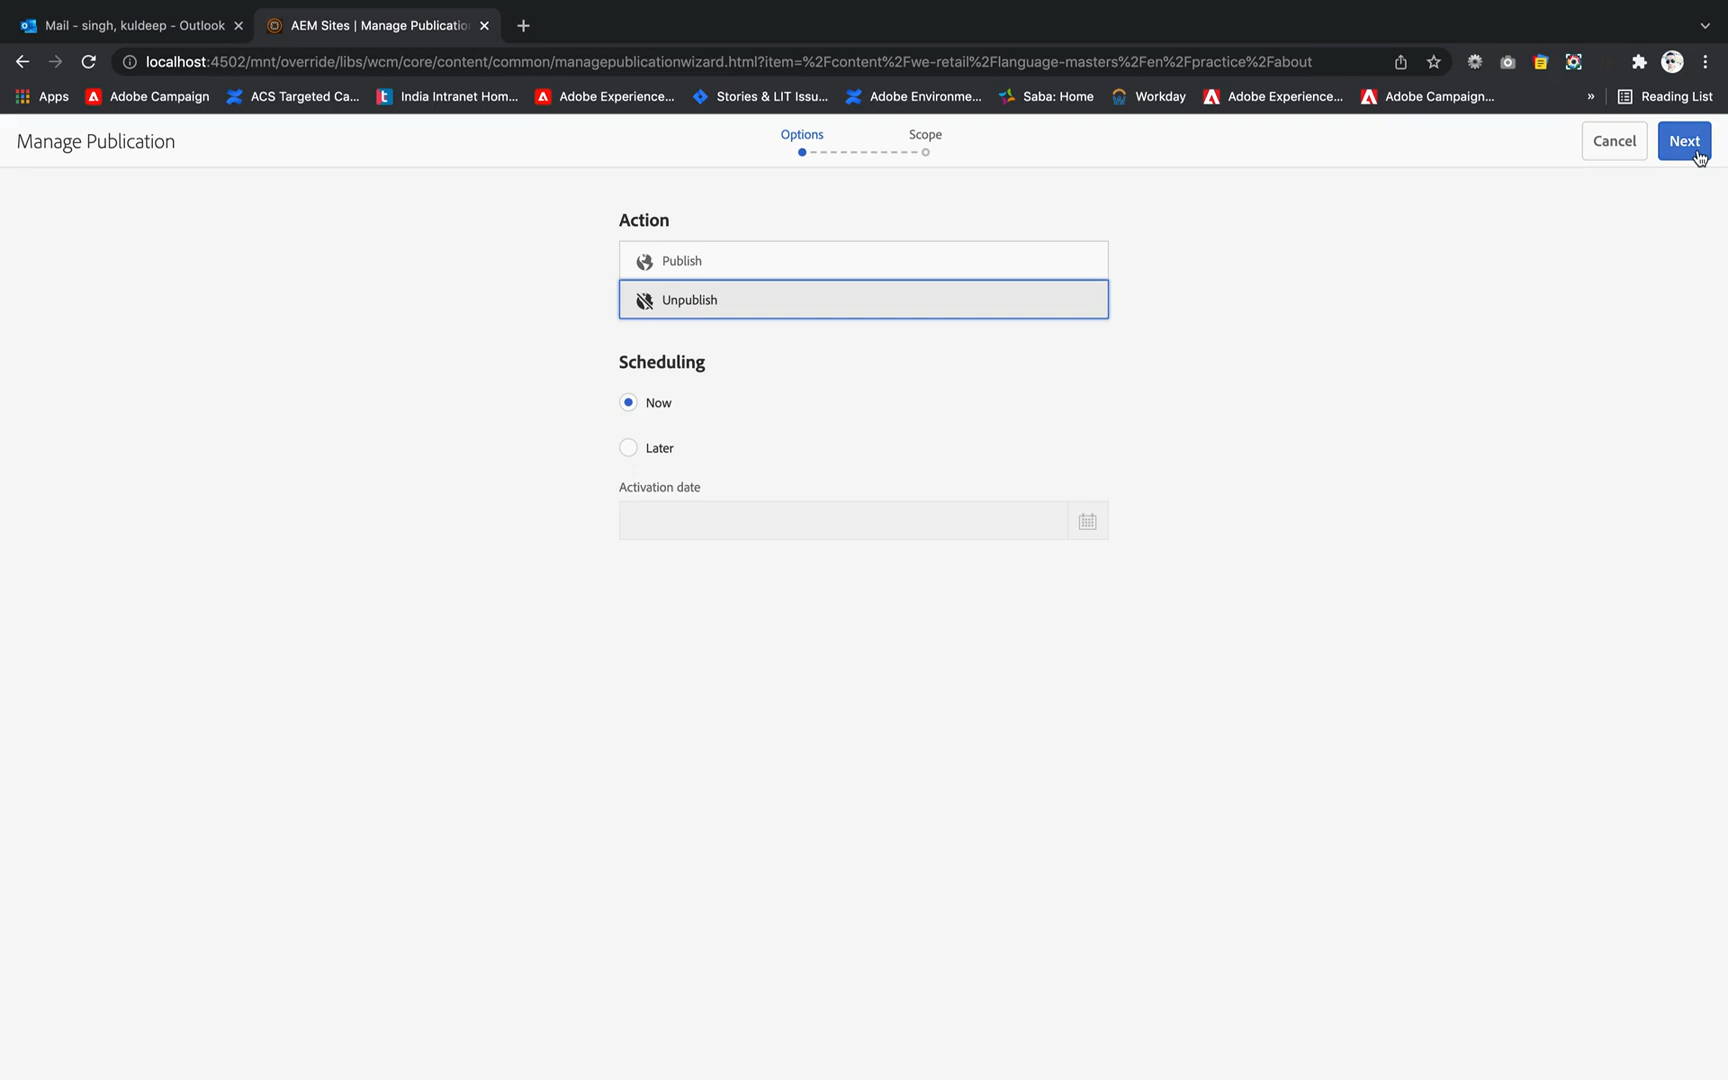 Mail - singh, kuldeep - Outlook
AEM Sites | Manage Publicatio
localhost:4502/mnt/override/libs/wcm/core/content/common/managepublicationwizard.html?item=%2Fcontent%2Fwe-retail%2Flanguage-masters%2Fen%2Fpractice%2Fabout
Apps
Adobe Campaign
ACS Targeted Ca...
India Intranet Hom...
Adobe Experience...
Stories & LIT Issu...
Adobe Environme...
Saba: Home
Workday
Adobe Experience...
Adobe Campaign...
»
Reading List
Manage Publication
Options
Scope
Cancel
Next
Action
Publish
Unpublish
Scheduling
Now
Later
Activation date